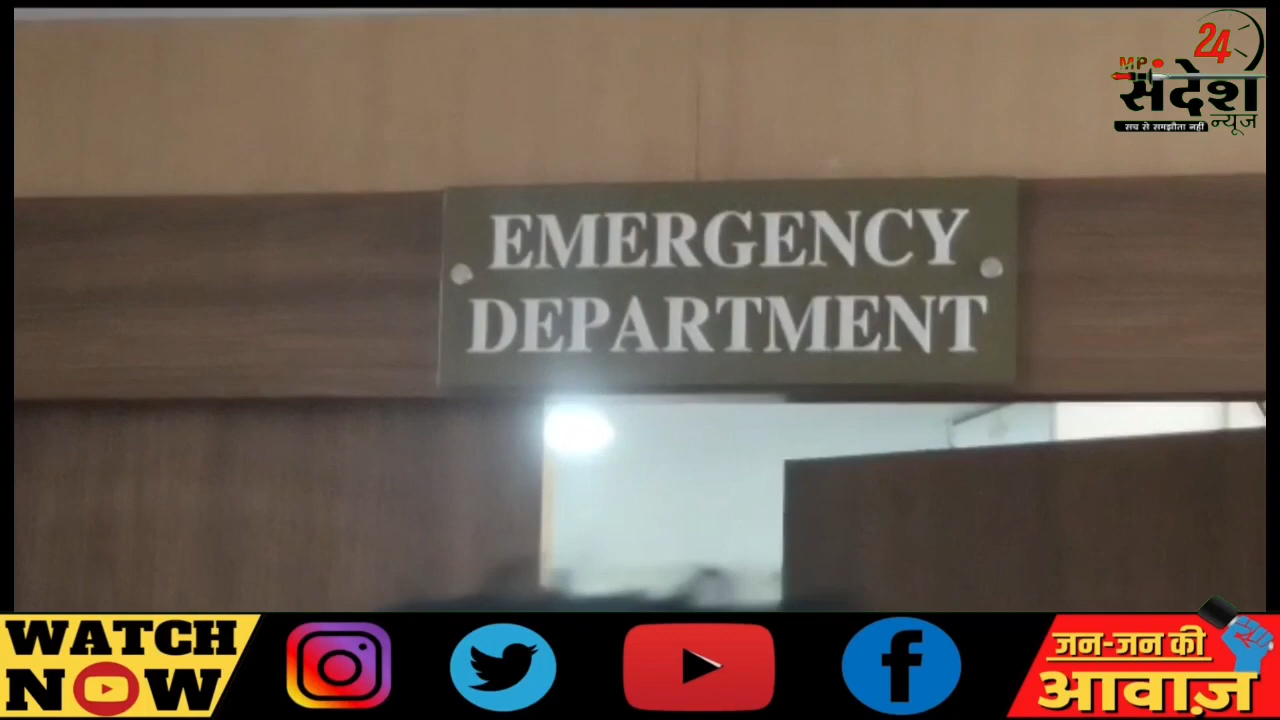 24
MP
संदेश
सच से समझौता नहीं
न्यूज
EMERGENCY
DEPARTMENT
WATCH
NOW
जन-जन की
आवाज़